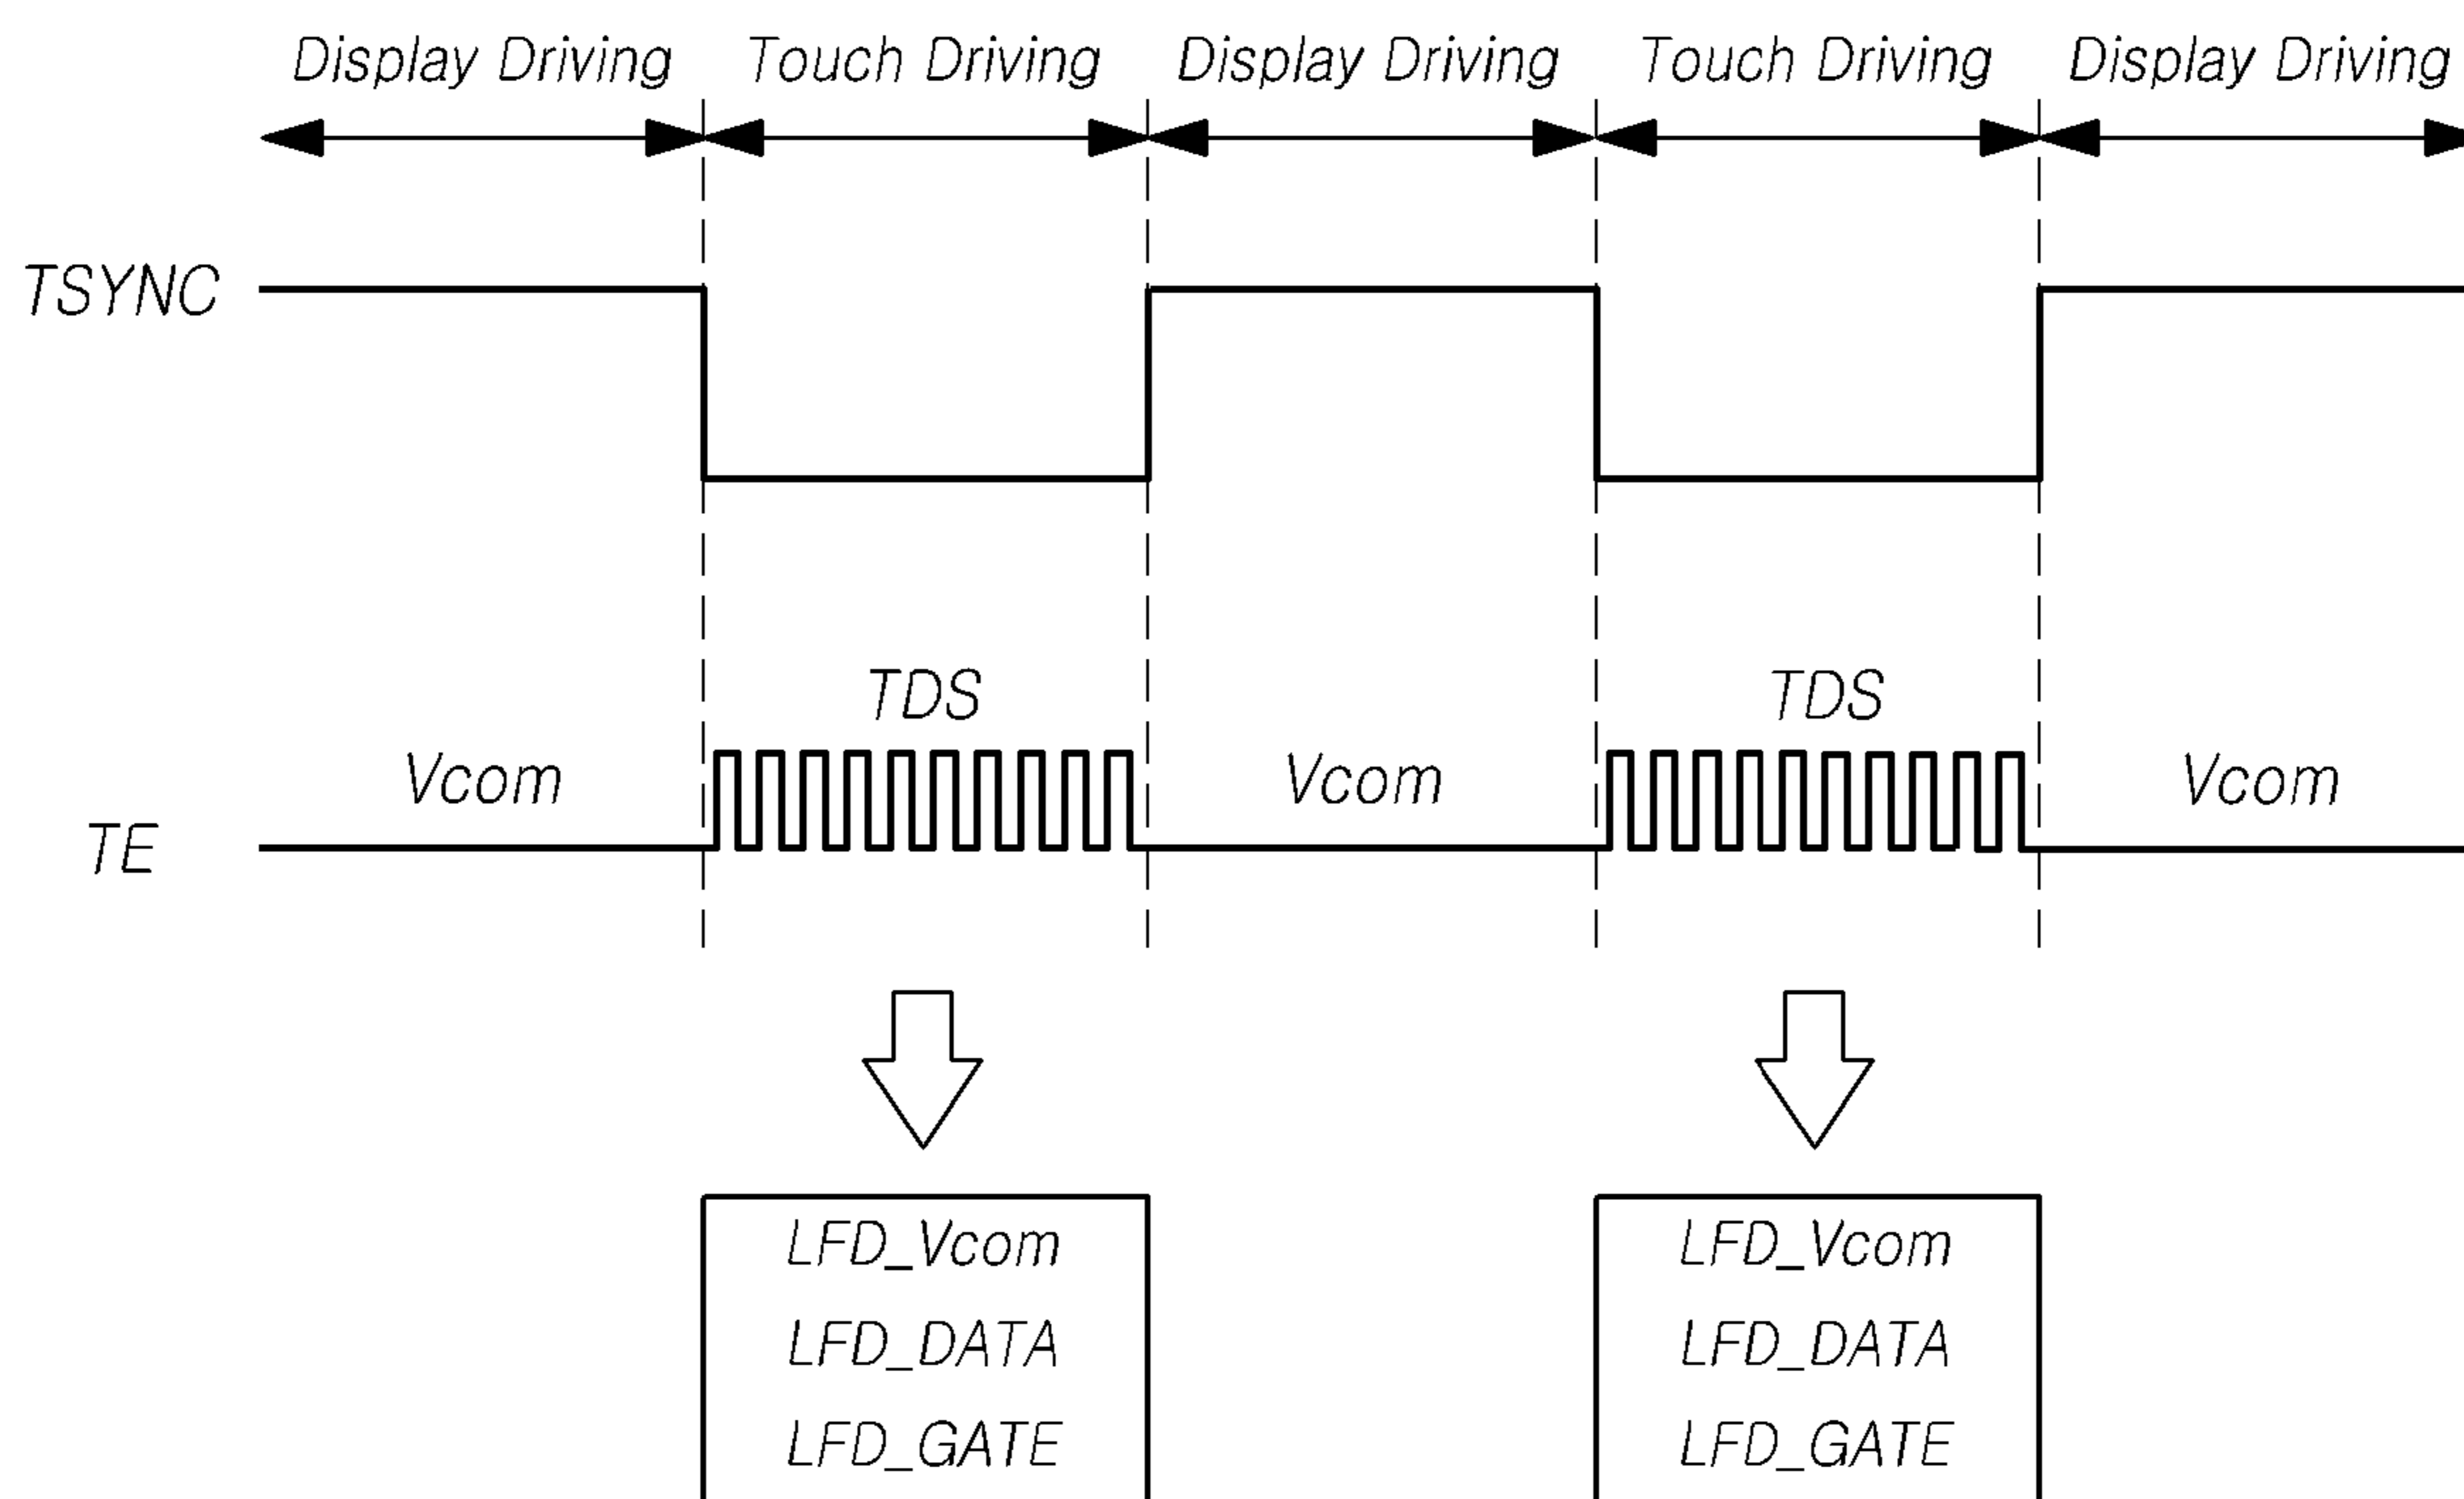 Display Driving Touch Driving Display Driving Touch Driving Display Driving
TSYNC
TDS TDS
Vcom Vcom Vcom
TE
LFD_Vcom LFD_Vcom
LFD_DATA LFD_DATA
LFD_GATE LFD_GATE